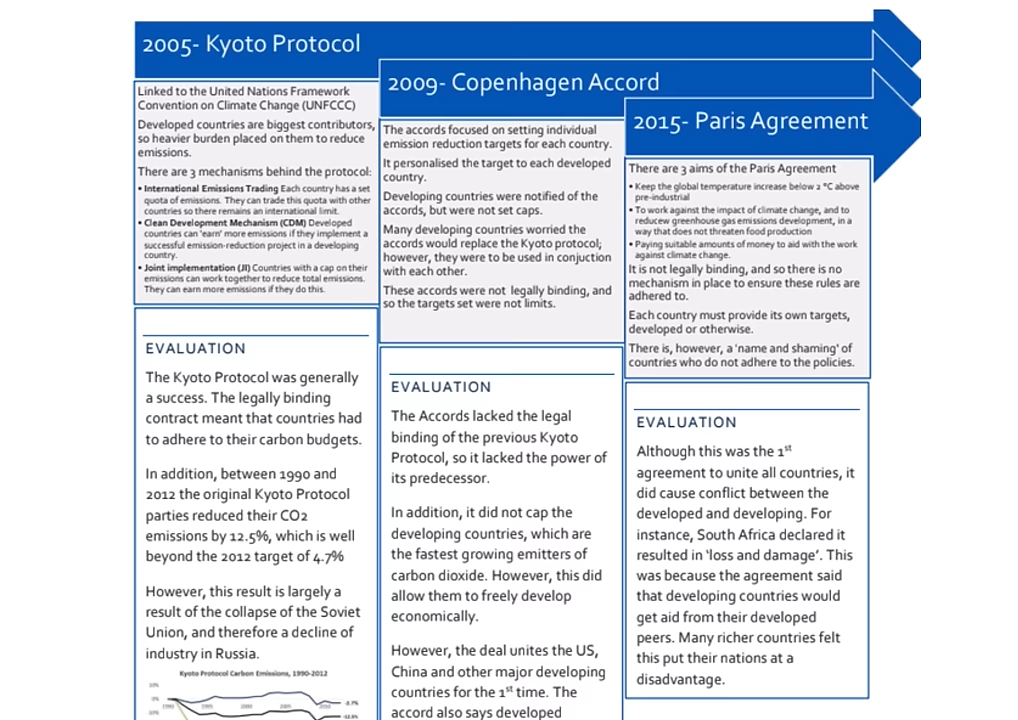 2005- Kyoto Protocol
Linked to the United Nations Framework
Convention on Climate Change (UNFCCC)
Developed countries are biggest contributors,
so heavier burden placed on them to reduce
emissions.
There are 3 mechanisms behind the protocol:
• International Emissions Trading Each country has a set
quota of emissions. They can trade this quota with other
countries so there remains an international limit.
• Clean Development Mechanism (CDM) Developed
countries can 'earn' more emissions if they implement a
successful emission-reduction project in a developing
country.
• Joint implementation (JI) Countries with a cap on their
emissions can work together to reduce total emissions.
They can earn more emissions if they do this.
EVALUATION
The Kyoto Protocol was generally
a success. The legally binding
contract meant that countries had
to adhere to their carbon budgets.
In addition, between 1990 and
2012 the original Kyoto Protocol
parties reduced their CO2
emissions by 12.5%, which is well
beyond the 2012 target of 4.7%
However, this result is largely a
result of the collapse of the Soviet
Union, and therefore a decline of
industry in Russia.
Kyoto Protocol Carbon Emissions, 1990-2012
10%
0%
-10%
1990 1995 2000 2005 2010
2009- Copenhagen Accord
The accords focused on setting individual
emission reduction targets for each country.
It personalised the target to each developed
country.
Developing countries were notified of the
accords, but were not set caps.
Many developing countries worried the
accords would replace the Kyoto protocol;
however, they were to be used in conjuction
with each other.
These accords were not legally binding, and
so the targets set were not limits.
EVALUATION
The Accords lacked the legal
binding of the previous Kyoto
Protocol, so it lacked the power of
its predecessor.
In addition, it did not cap the
developing countries, which are
the fastest growing emitters of
carbon dioxide. However, this did
allow them to freely develop
economically.
However, the deal unites the US,
China and other major developing
countries for the 1st time. The
accord also says developed
2015- Paris Agreement
There are 3 aims of the Paris Agreement
• Keep the global temperature increase below 2 °C above
pre-industrial
• To work against the impact of climate change, and to
reducew greenhouse gas emissions development, in a
way that does not threaten food production
• Paying suitable amounts of money to aid with the work
against climate change.
It is not legally binding, and so there is no
mechanism in place to ensure these rules are
adhered to.
Each country must provide its own targets,
developed or otherwise.
There is, however, a 'name and shaming' of
countries who do not adhere to the policies.
EVALUATION
Although this was the 1st
agreement to unite all countries, it
did cause conflict between the
developed and developing. For
instance, South Africa declared it
resulted in 'loss and damage'. This
was because the agreement said
that developing countries would
get aid from their developed
peers. Many richer countries felt
this put their nations at a
disadvantage.